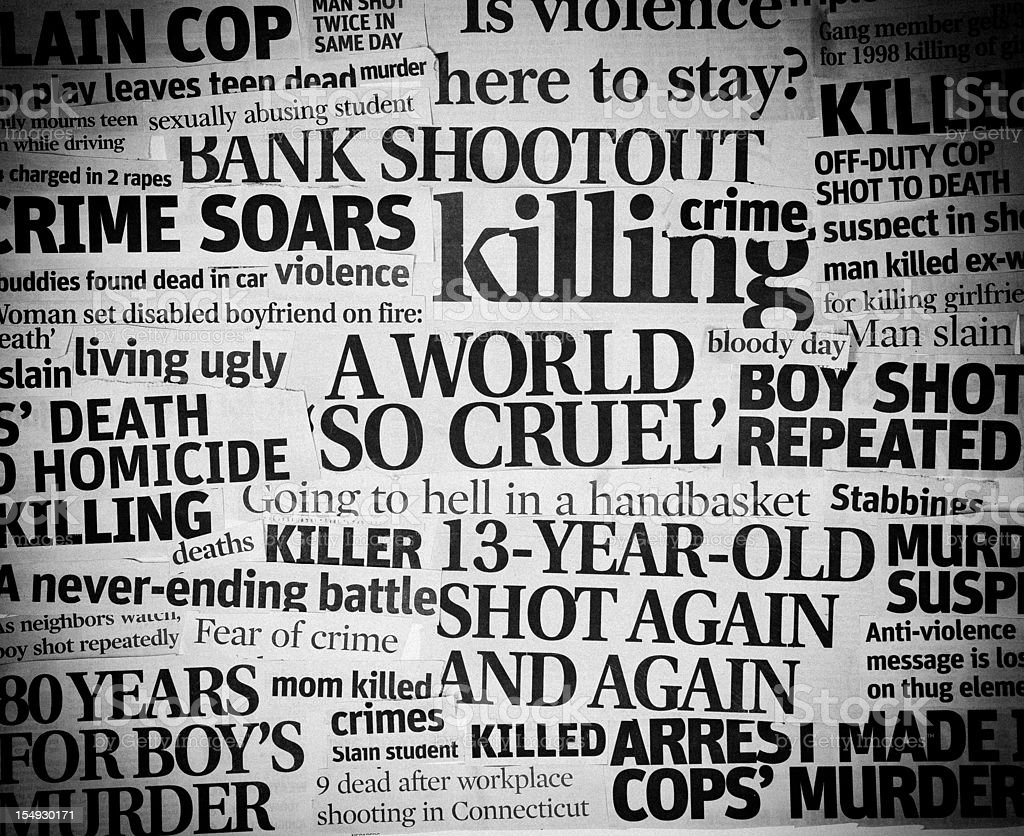 LAIN COP
MAN SHOT
TWICE IN
SAME DAY
Is violence
here to stay?
Gang member gets
for 1998 killing of
play leaves teen dead
murder
mourns teen
while driving
sexually abusing student
charged in 2 rapes
BANK SHOOTOUT
KILLE
OFF-DUTY COP
SHOT TO DEATH
CRIME SOARS
killing
crime,
suspect in sh
man killed ex-w
for killing girlfrie
buddies found dead in car
violence
Woman set disabled boyfriend on fire:
eath'
slain
living ugly
A WORLD
'SO CRUEL'
bloody day
Man slain
BOY SHOT
REPEATED
S' DEATH
O HOMICIDE
KILLING
Going to hell in a handbasket
Stabbings
deaths
KILLER
13-YEAR-OLD
SHOT AGAIN
AND AGAIN
MURD
SUSP
A never-ending battle
As neighbors watch,
boy shot repeatedly
Fear of crime
Anti-violence
message is los
on thug eleme
80 YEARS
FOR BOY'S
MURDER
mom killed
crimes
Slain student
KILLED
ARREST MADE I
COPS' MURDER
9 dead after workplace
shooting in Connecticut
iStock
by Getty Images
154930171